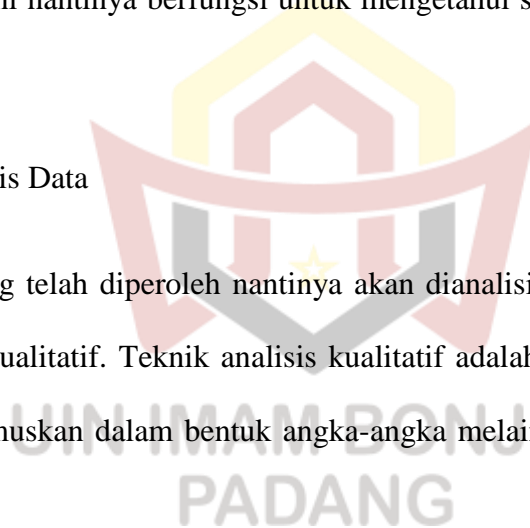 nantinya berfungsi untuk mengetahui s
is Data
g telah diperoleh nantinya akan dianalisi
ualitatif. Teknik analisis kualitatif adalah
UIN IMAM BONJ
nuskan dalam bentuk angka-angka melain
PADANG